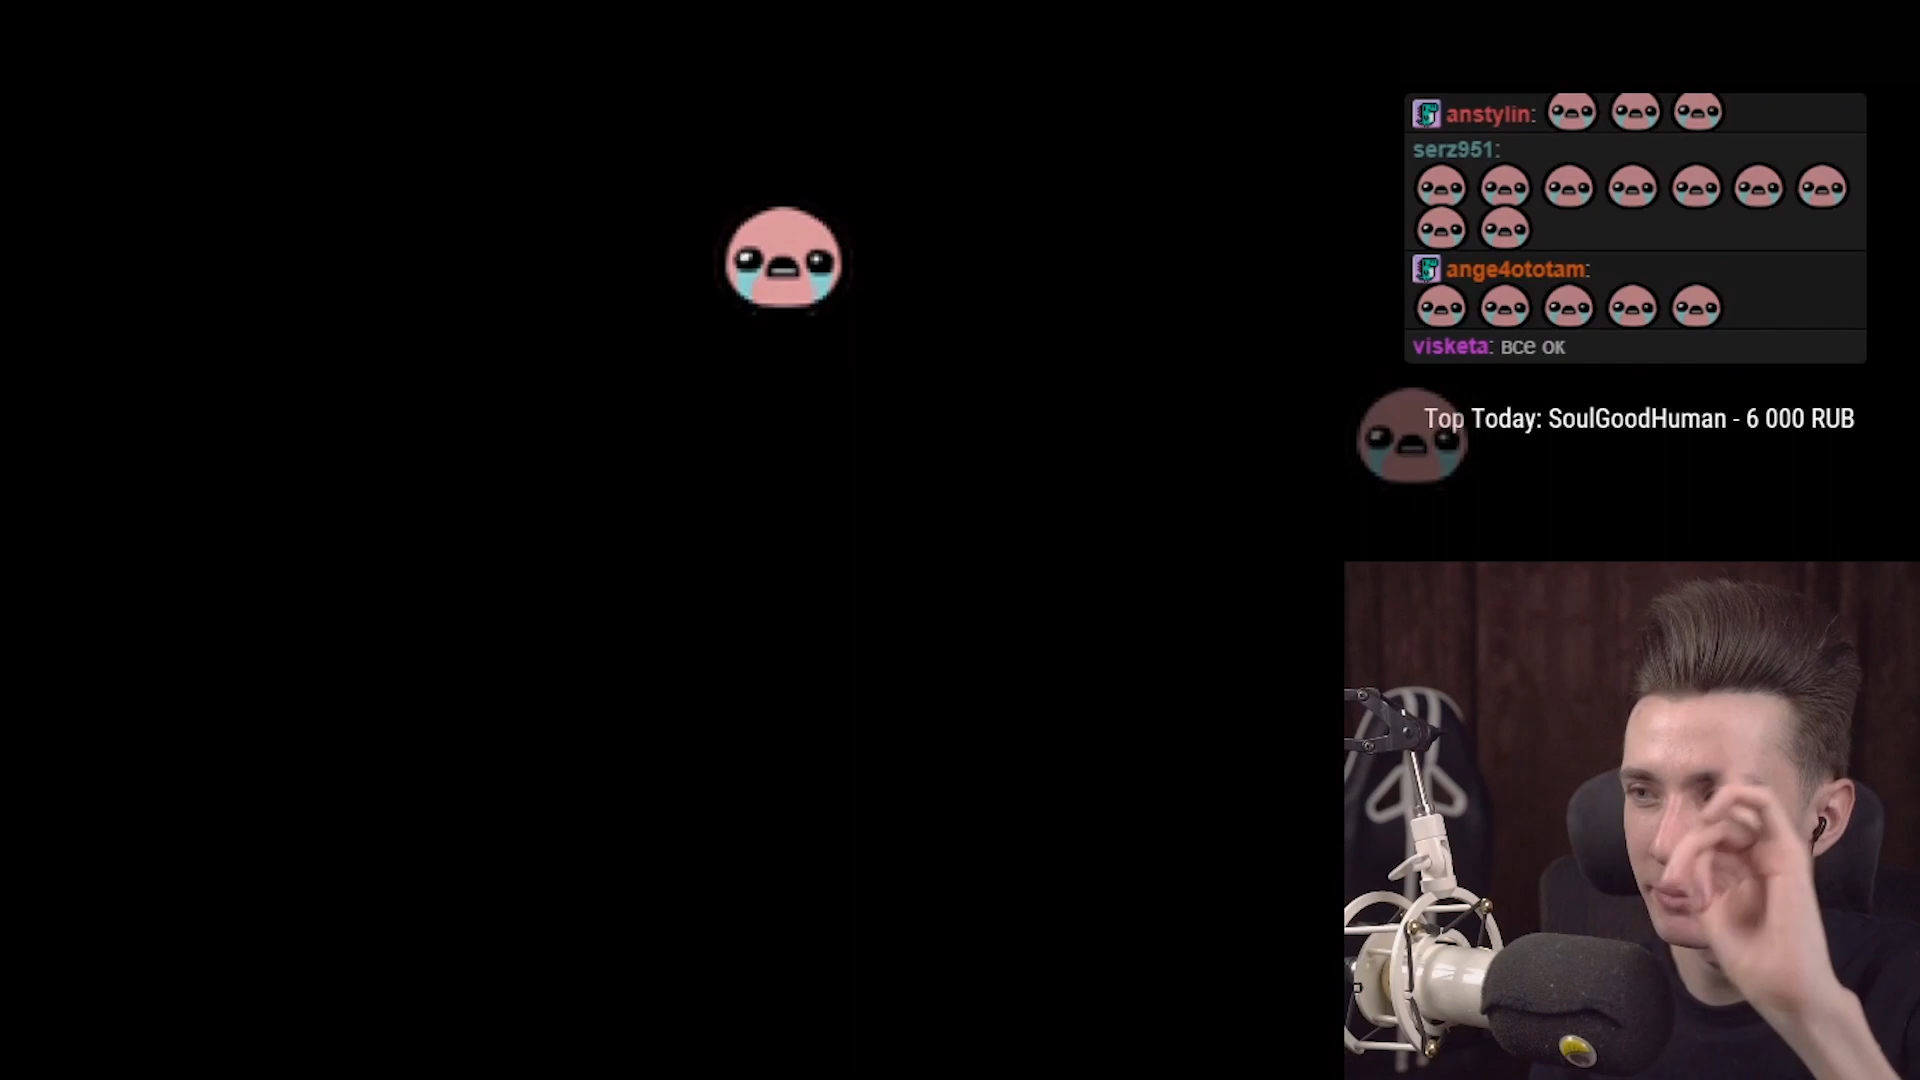 anstylin:
serz951:
ange4ototam:
visketa: все ок
Top Today: SoulGoodHuman - 6 000 RUB